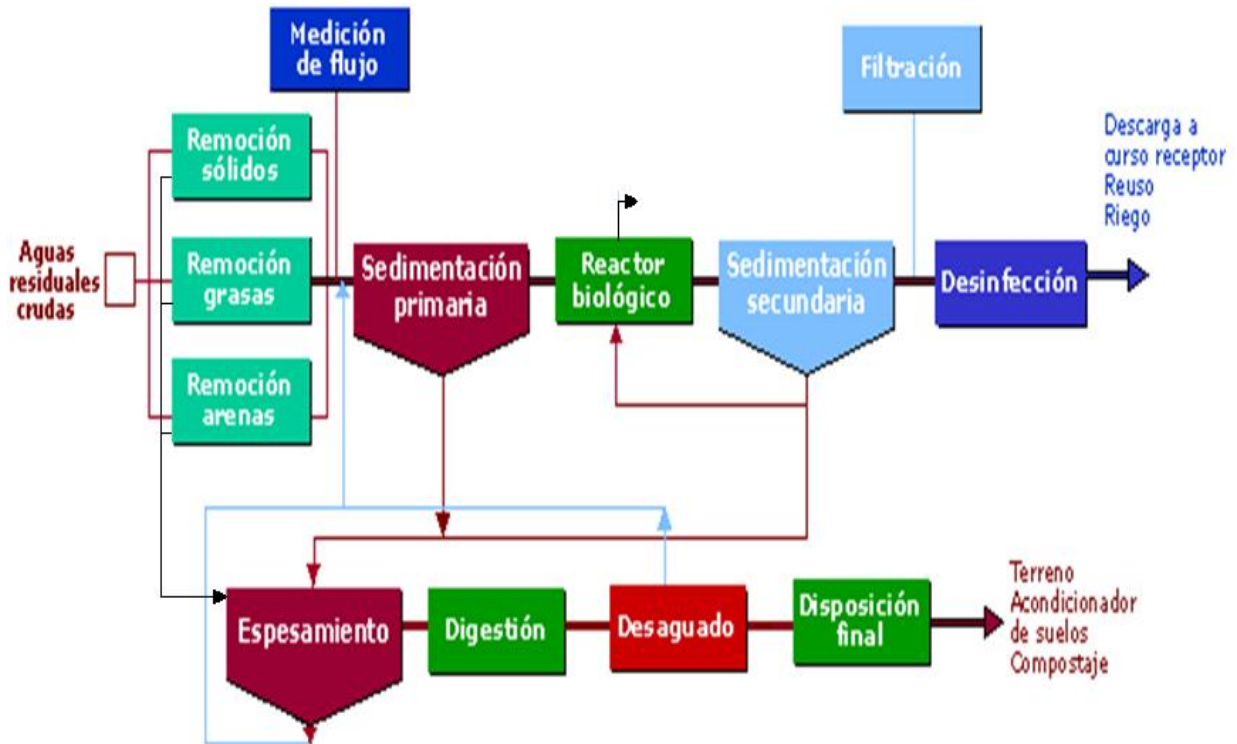 Medición
de flujo
Filtración
Remoción
sólidos
Descarga a
curso receptor
Reuso
Riego
Aguas
residuales
crudas
Remoción
grasas
Sedimentación
primaria
Reactor
biológico
Sedimentación
secundaria
Desinfección
Remoción
arenas
Espesamiento
Digestión
Desaguado
Disposición
final
Terreno
Acondicionador
de suelos
Compostaje